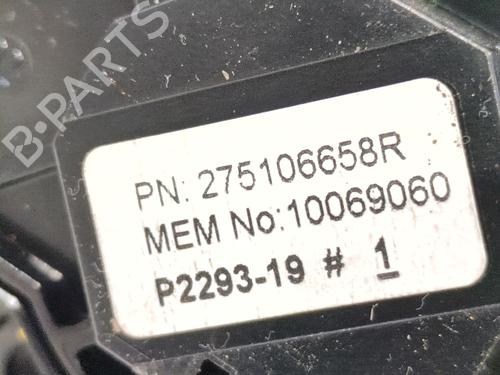 B-PARTS
PN: 275106658R
MEM No:10069060
P2293-19 # 1